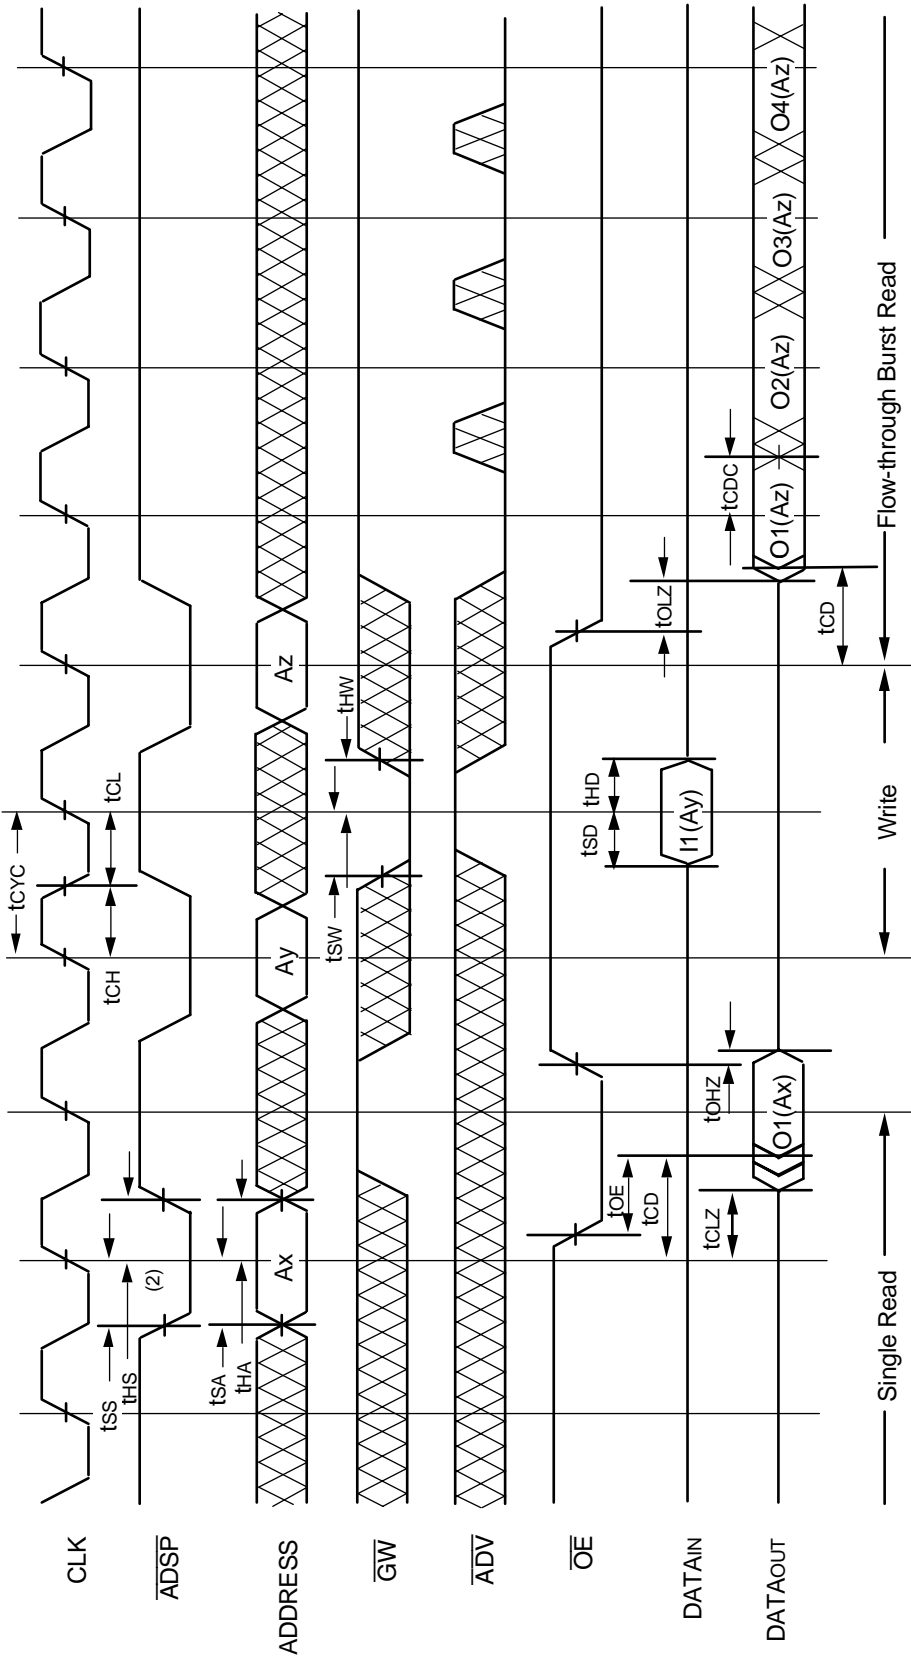 CLK
tCYC
tCH
tCL
ADSP
tSS
tHS
(2)
ADDRESS
tSA
tHA
Ax
Ay
Az
GW
tSW
tHW
ADV
OE
tOHZ
tOLZ
DATAIN
tOE
tCD
tSD
tHD
I1(Ay)
DATAOUT
tCLZ
O1(Ax)
tCD
tCDC
O1(Az)
O2(Az)
O3(Az)
O4(Az)
Single Read
Write
Flow-through Burst Read